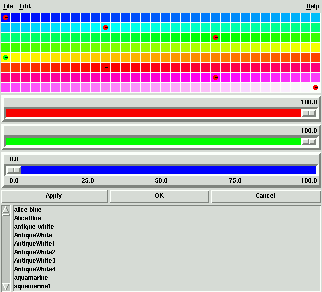 File Edit Help
100.0
100.0
0.0
0.0 25.0 50.0 75.0 100.0
Apply OK Cancel
alice blue
AliceBlue
antique white
AntiqueWhite
AntiqueWhite1
AntiqueWhite2
AntiqueWhite3
AntiqueWhite4
aquamarine
aquamarine1